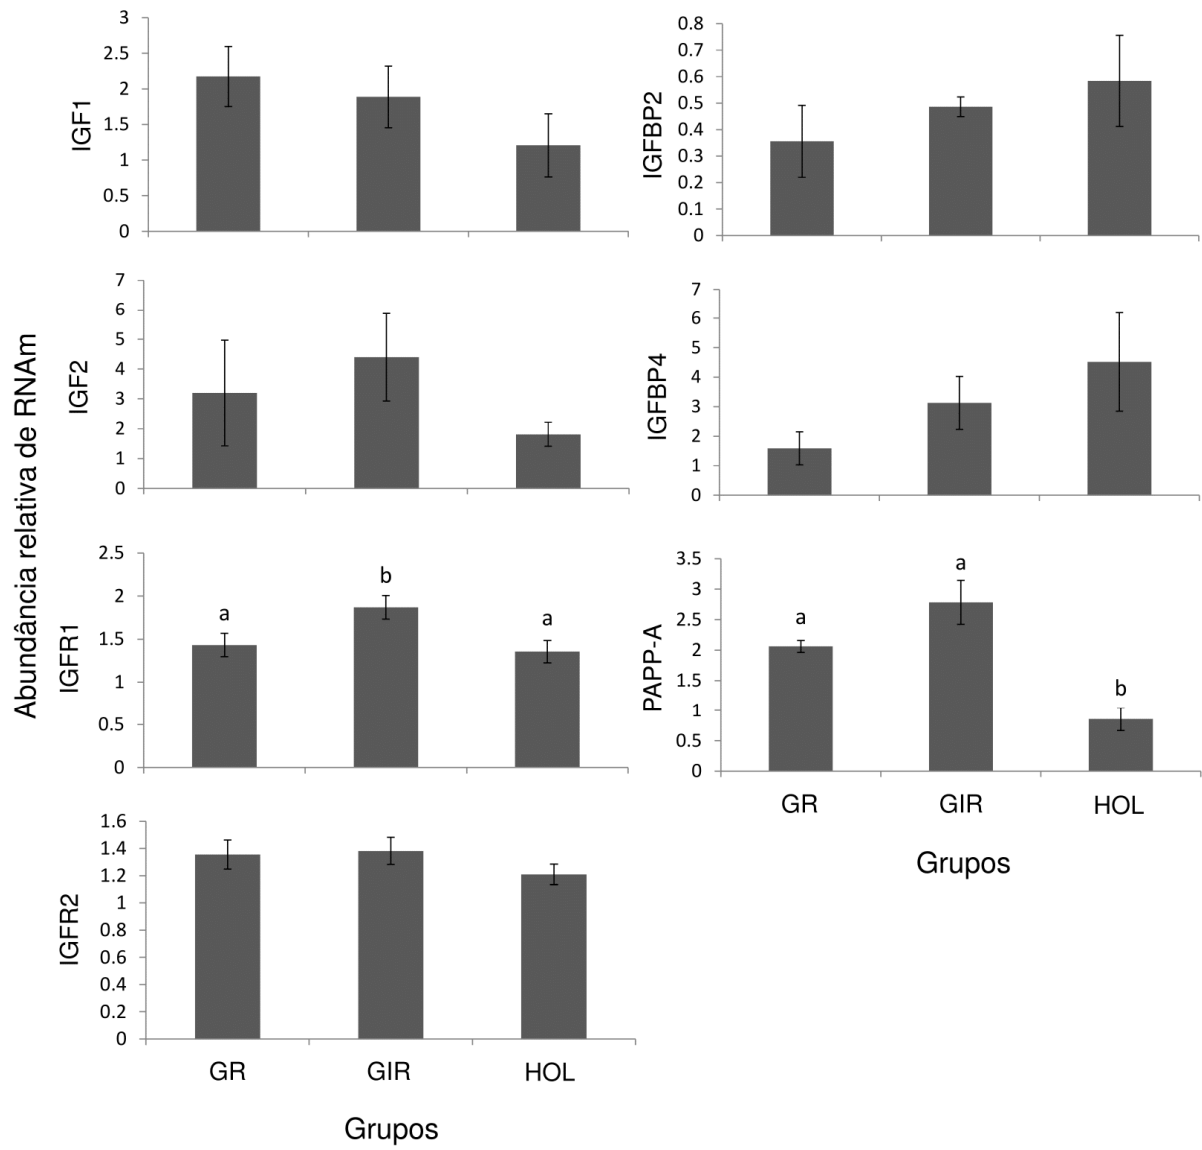 Abundância relativa de RNAm
IGF1
3
2.5
2
1.5
1
0.5
0
IGFBP2
0.8
0.7
0.6
0.5
0.4
0.3
0.2
0.1
0
IGF2
7
6
5
4
3
2
1
0
IGFBP4
7
6
5
4
3
2
1
0
IGFR1
2.5
2
1.5
1
0.5
0
a
b
a
PAPP-A
3.5
3
2.5
2
1.5
1
0.5
0
a
a
b
GR
GIR
HOL
Grupos
IGFR2
1.6
1.4
1.2
1
0.8
0.6
0.4
0.2
0
GR
GIR
HOL
Grupos